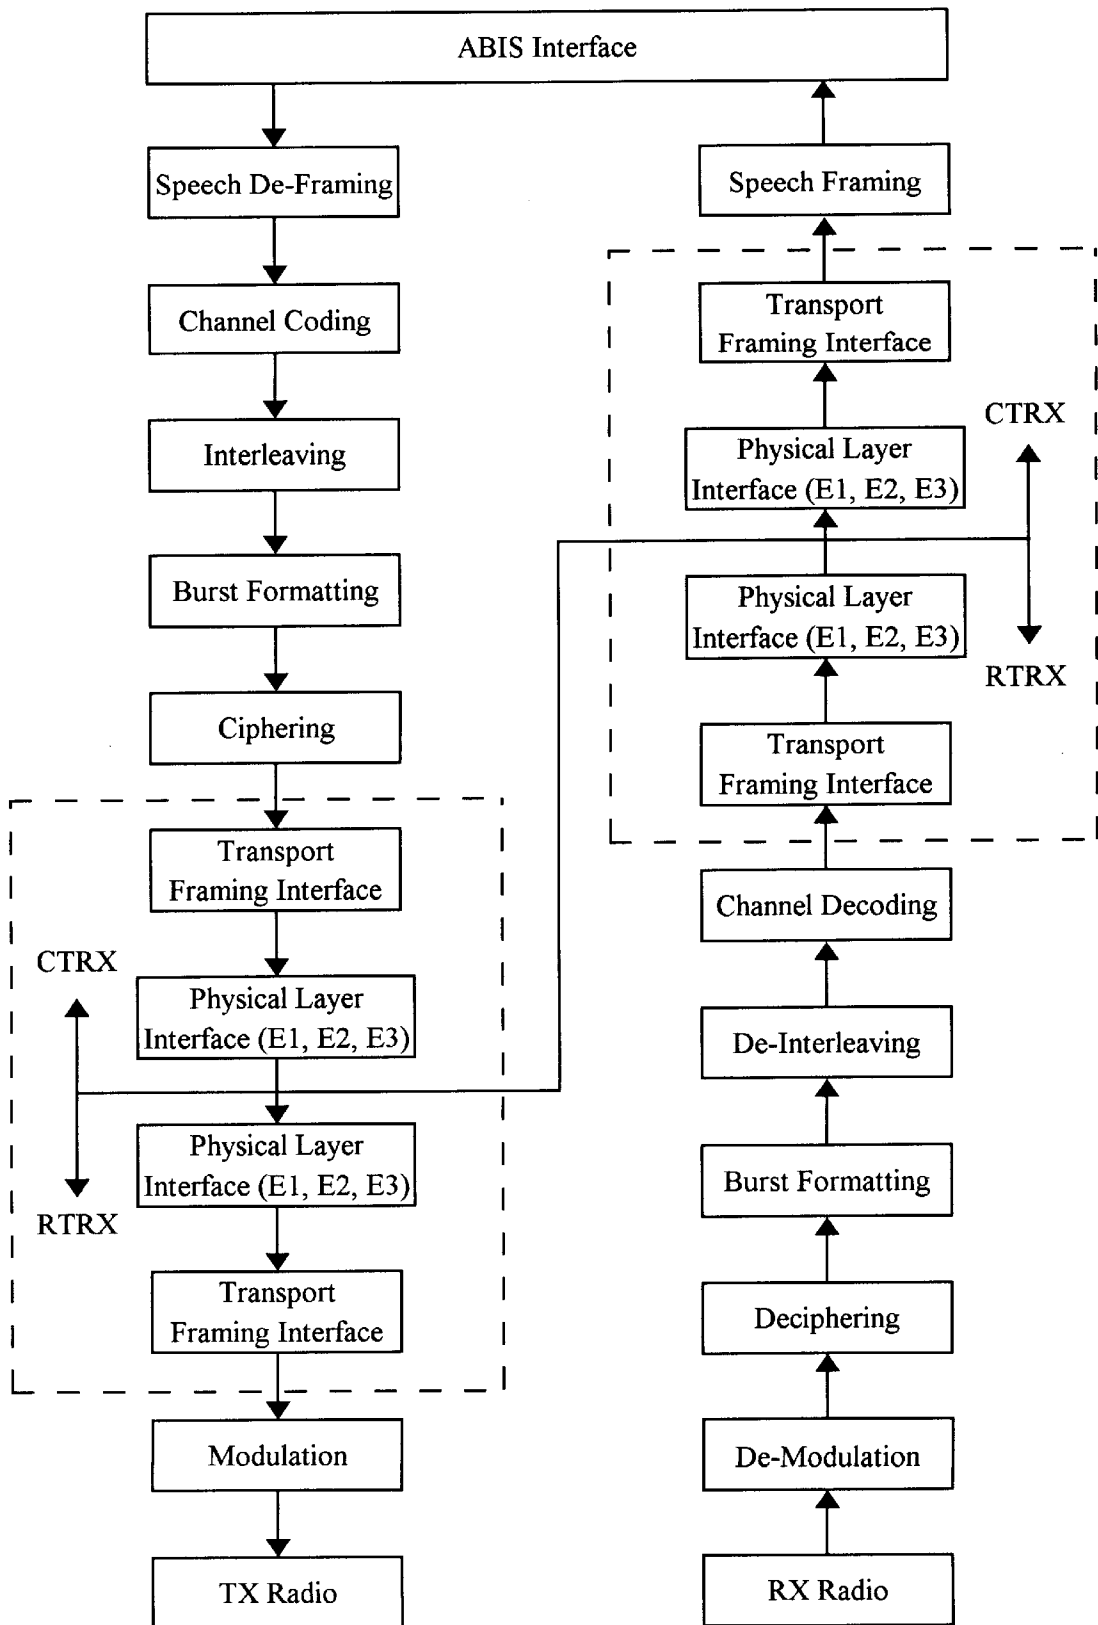 ABIS Interface
Speech De-Framing
Channel Coding
Interleaving
Burst Formatting
Ciphering
Transport
Framing Interface
CTRX
Physical Layer
Interface (E1, E2, E3)
Physical Layer
Interface (E1, E2, E3)
RTRX
Transport
Framing Interface
Modulation
TX Radio
Speech Framing
Transport
Framing Interface
CTRX
Physical Layer
Interface (E1, E2, E3)
Physical Layer
Interface (E1, E2, E3)
RTRX
Transport
Framing Interface
Channel Decoding
De-Interleaving
Burst Formatting
Deciphering
De-Modulation
RX Radio